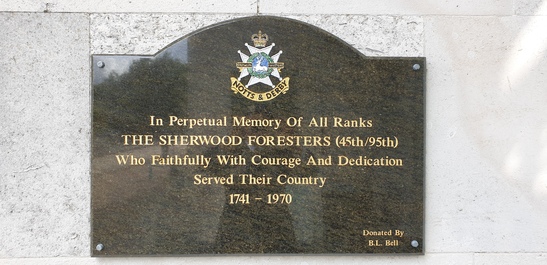 NOTTS & DERBY
In Perpetual Memory Of All Ranks
THE SHERWOOD FORESTERS (45th/95th)
Who Faithfully With Courage And Dedication
Served Their Country
1741 - 1970
Donated By
B.L. Bell